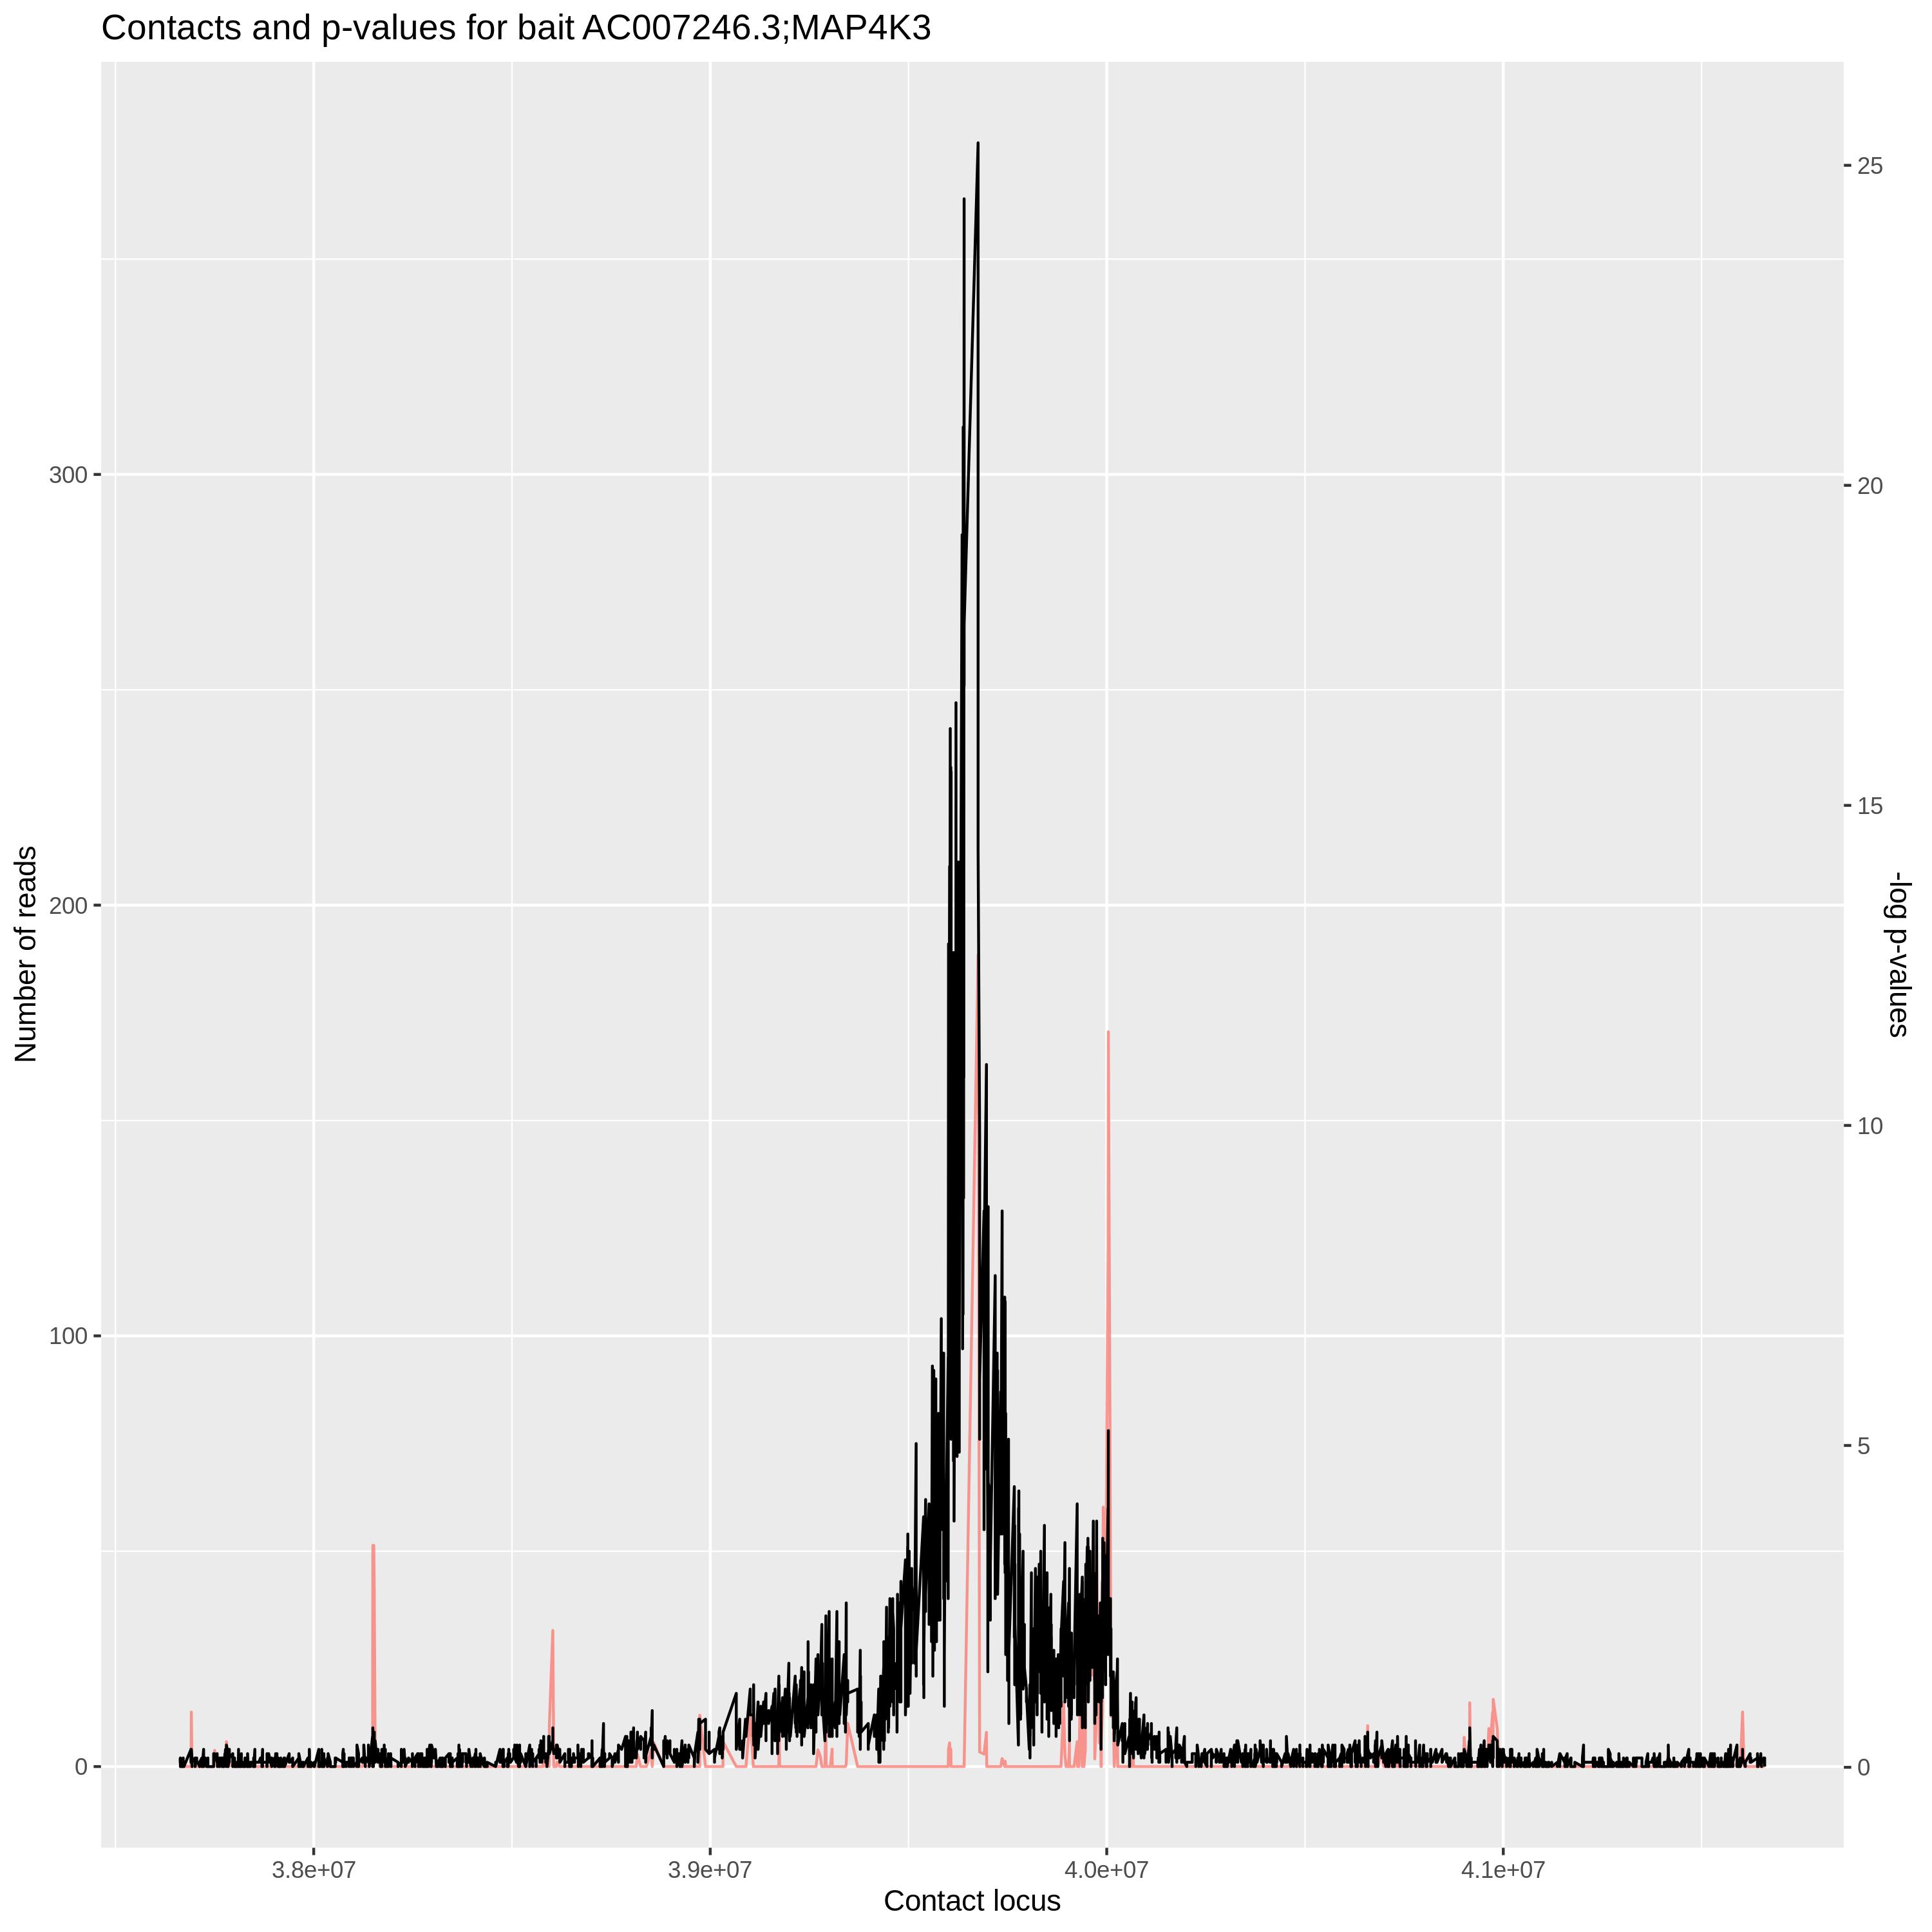 Contacts and p-values for bait AC007246.3;MAP4K3
Number of reads
300
200
100
0
25
20
15
10
5
0
-log p-values
3.8e+07
3.9e+07
4.0e+07
4.1e+07
Contact locus